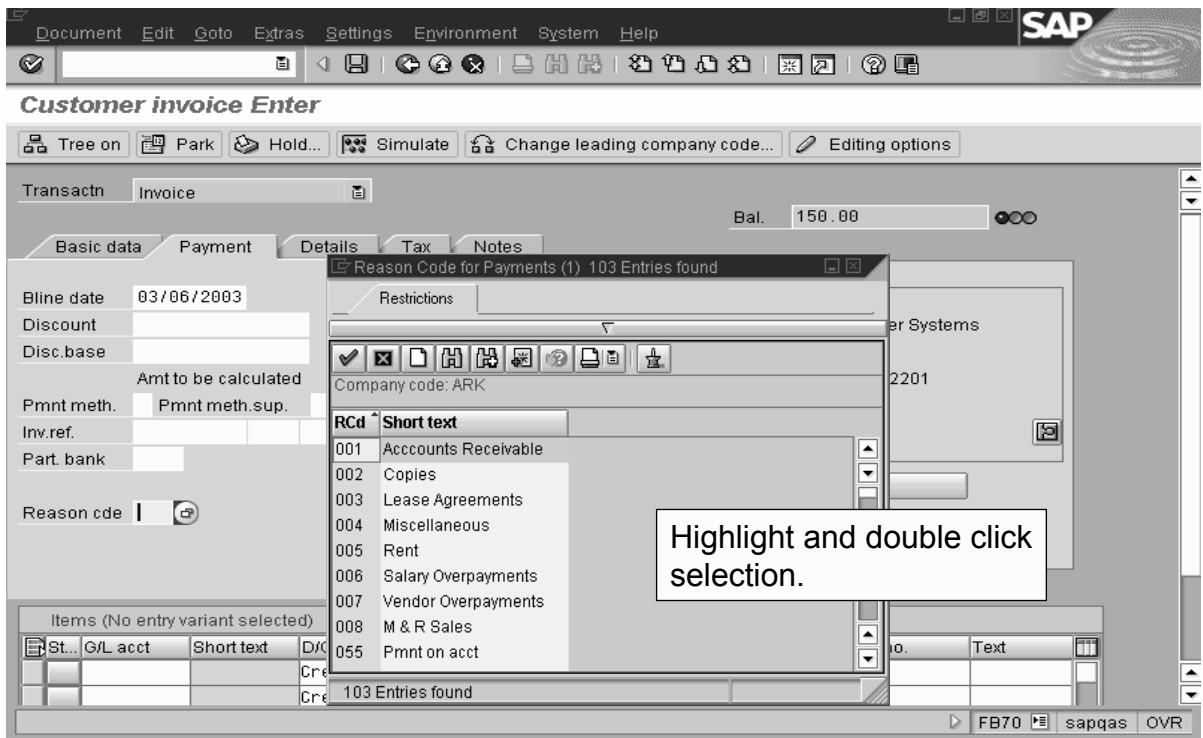 Document Edit Goto Extras Settings Environment System Help
SAP
Customer invoice Enter
Tree on Park Hold... Simulate Change leading company code... Editing options
Transactn Invoice
Bal. 150.00
Basic data Payment Details Tax Notes
Reason Code for Payments (1) 103 Entries found
Restrictions
Bline date 03/06/2003
Discount
er Systems
Disc.base
Amt to be calculated
Company code: ARK
2201
Pmnt meth. Pmnt meth.sup.
RCd Short text
Inv.ref.
001 Acccounts Receivable
Part. bank
002 Copies
003 Lease Agreements
Reason cde
004 Miscellaneous
005 Rent
006 Salary Overpayments
007 Vendor Overpayments
008 M & R Sales
055 Pmnt on acct
Highlight and double click
selection.
Items (No entry variant selected)
St... G/L acct Short text D/C o. Text
Cre
Cre
103 Entries found
FB70 sapqas OVR